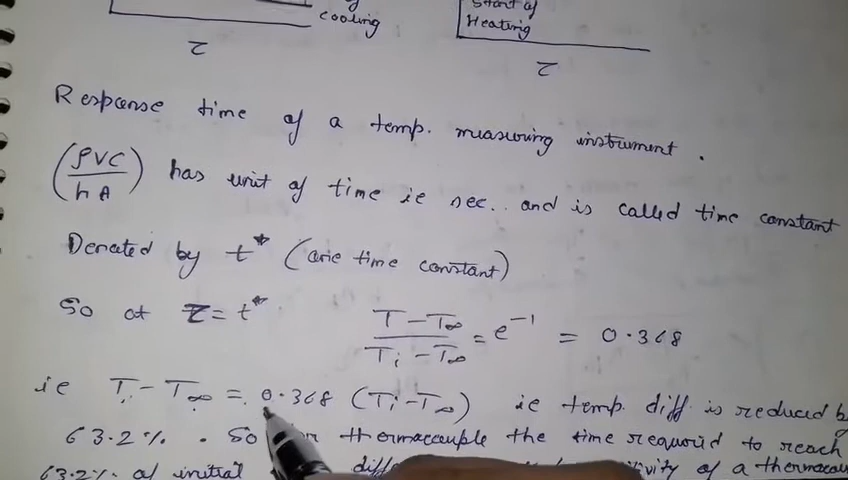 cooling
Start of
Heating
τ
τ
Response time of a temp. measuring instrument.
(ρVC / hA) has unit of time ie sec.. and is called time constant
Denoted by t* (one time constant)
So at τ = t* (T - T∞) / (Ti - T∞) = e^-1 = 0.368
ie T - T∞ = 0.368 (Ti - T∞) ie temp. diff. is reduced by
63.2%. So thermocouple the time required to reach
63.2% of initial a